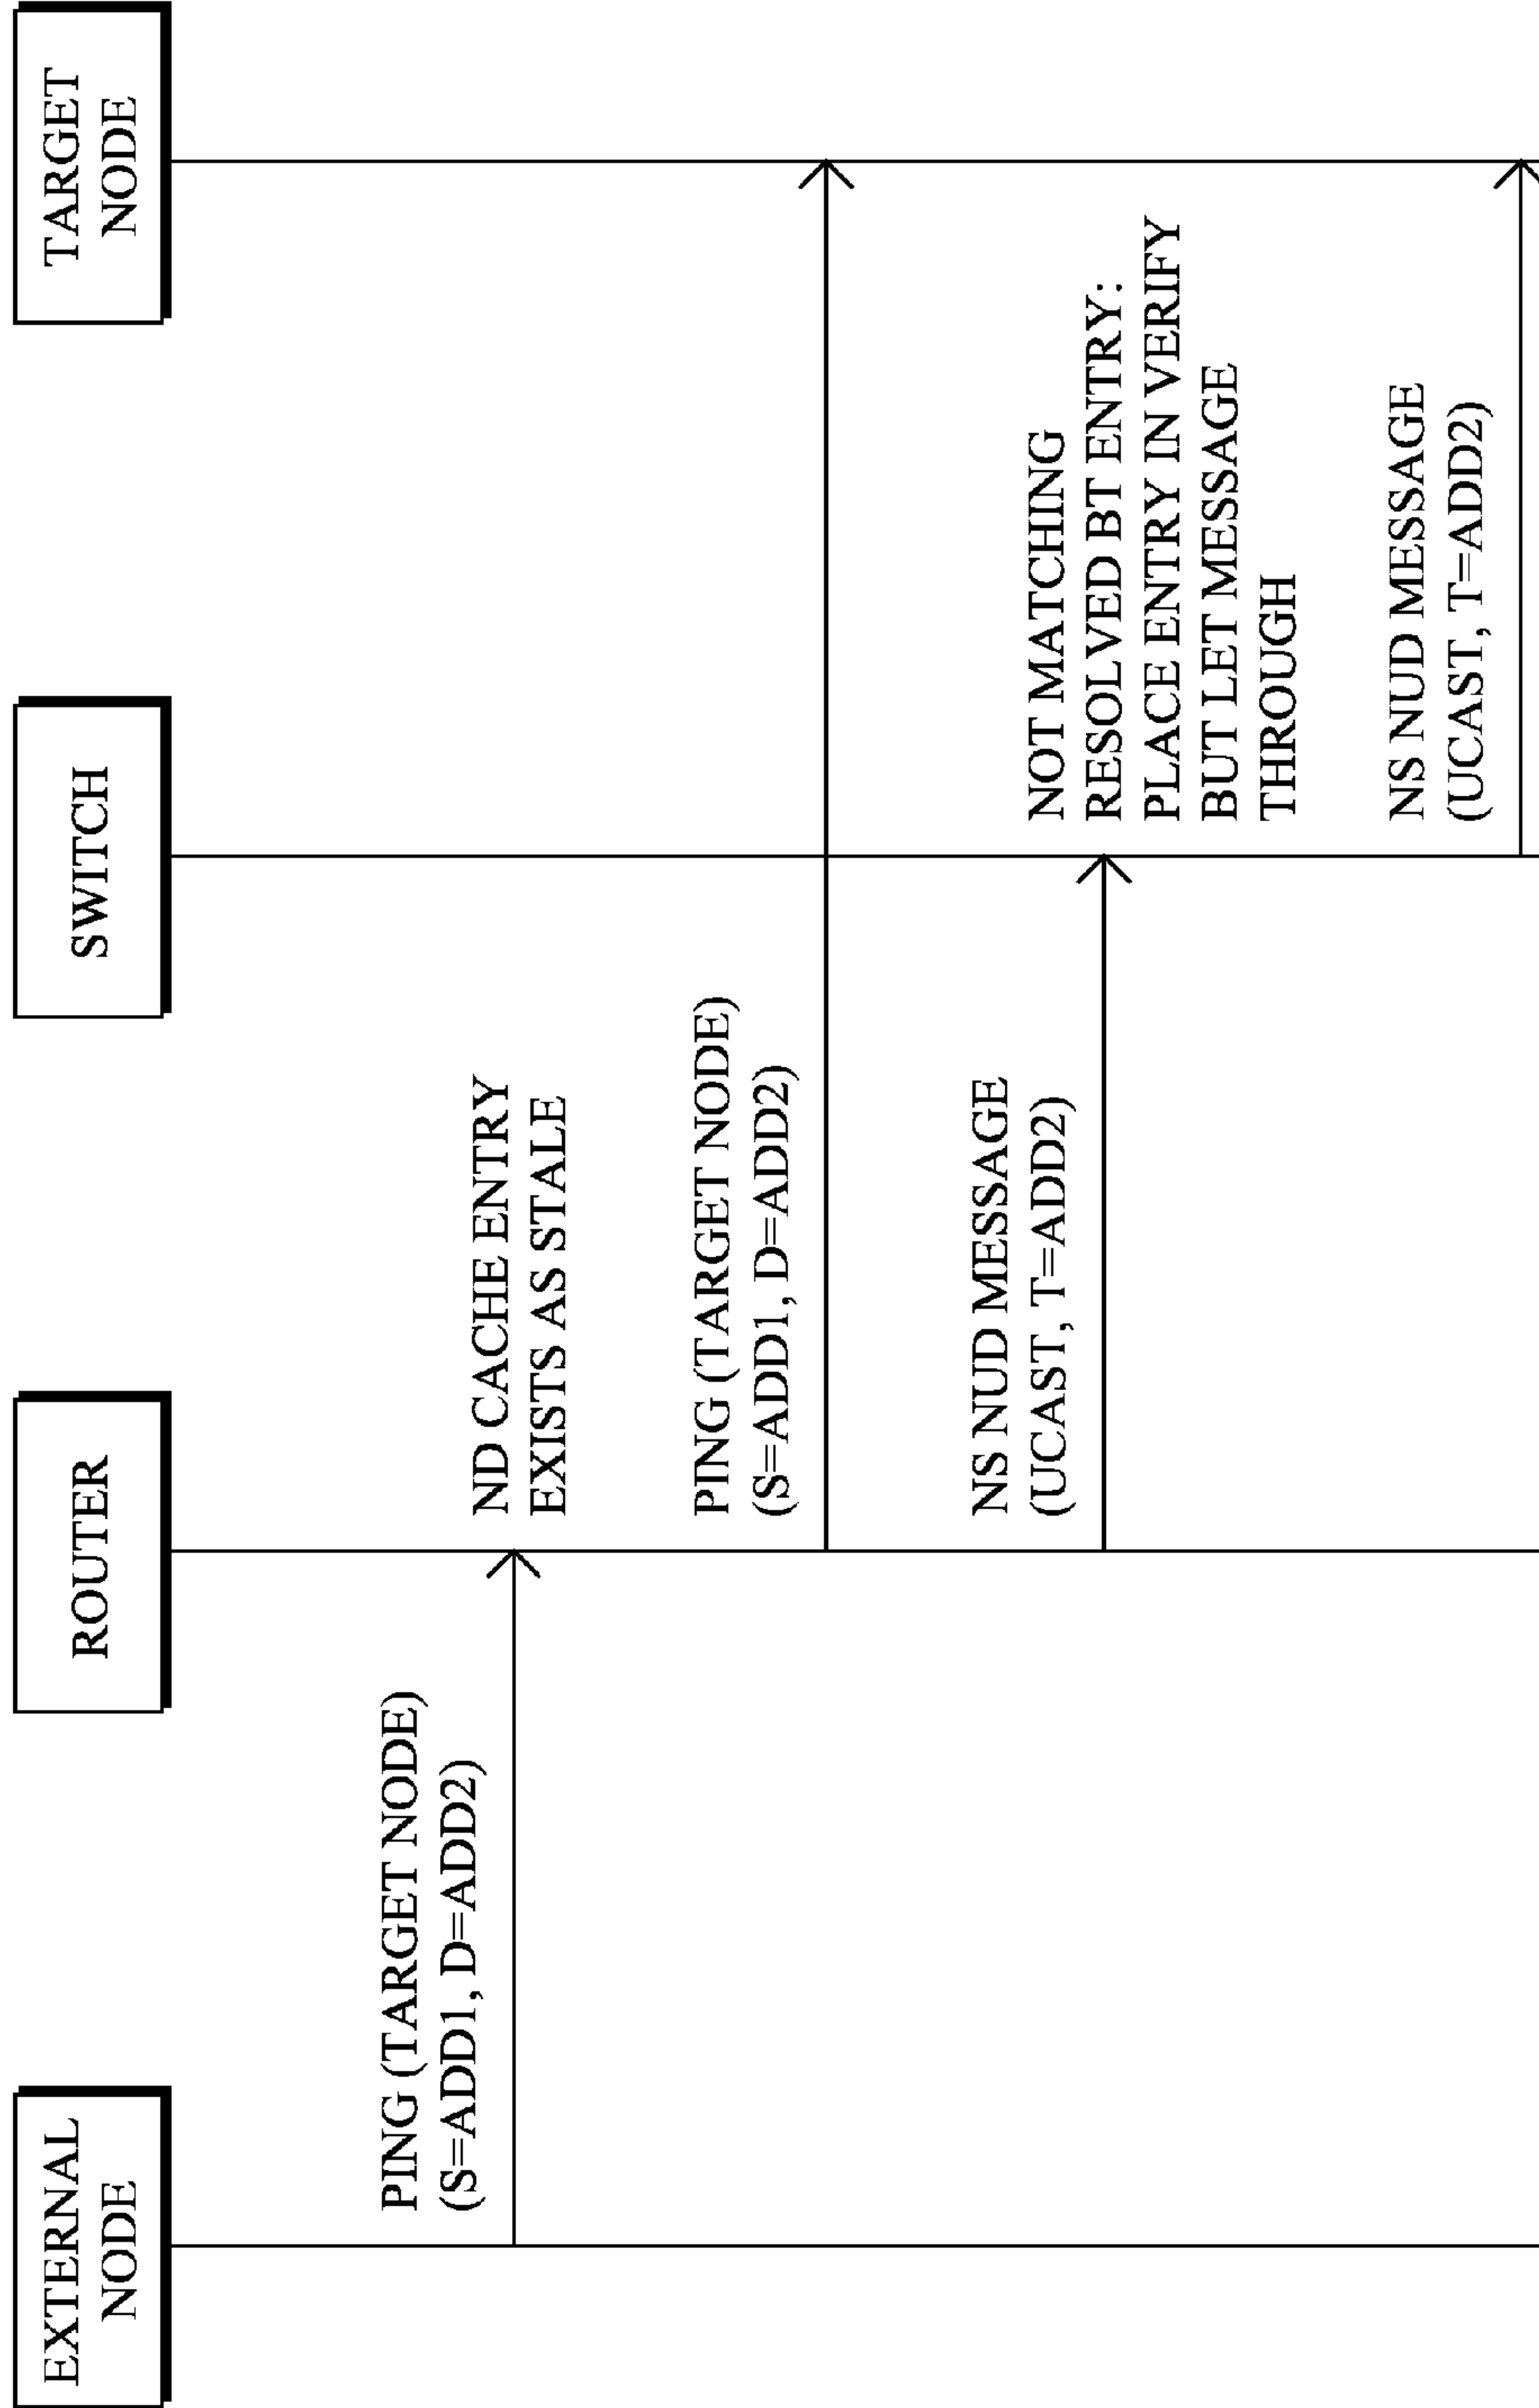 EXTERNAL
NODE
ROUTER
SWITCH
TARGET
NODE
PING (TARGET NODE)
(S=ADD1, D=ADD2)
ND CACHE ENTRY
EXISTS AS STALE
PING (TARGET NODE)
(S=ADD1, D=ADD2)
NS NUD MESSAGE
(UCAST, T=ADD2)
NOT MATCHING
RESOLVED BT ENTRY:
PLACE ENTRY IN VERIFY
BUT LET MESSAGE
THROUGH
NS NUD MESSAGE
(UCAST, T=ADD2)